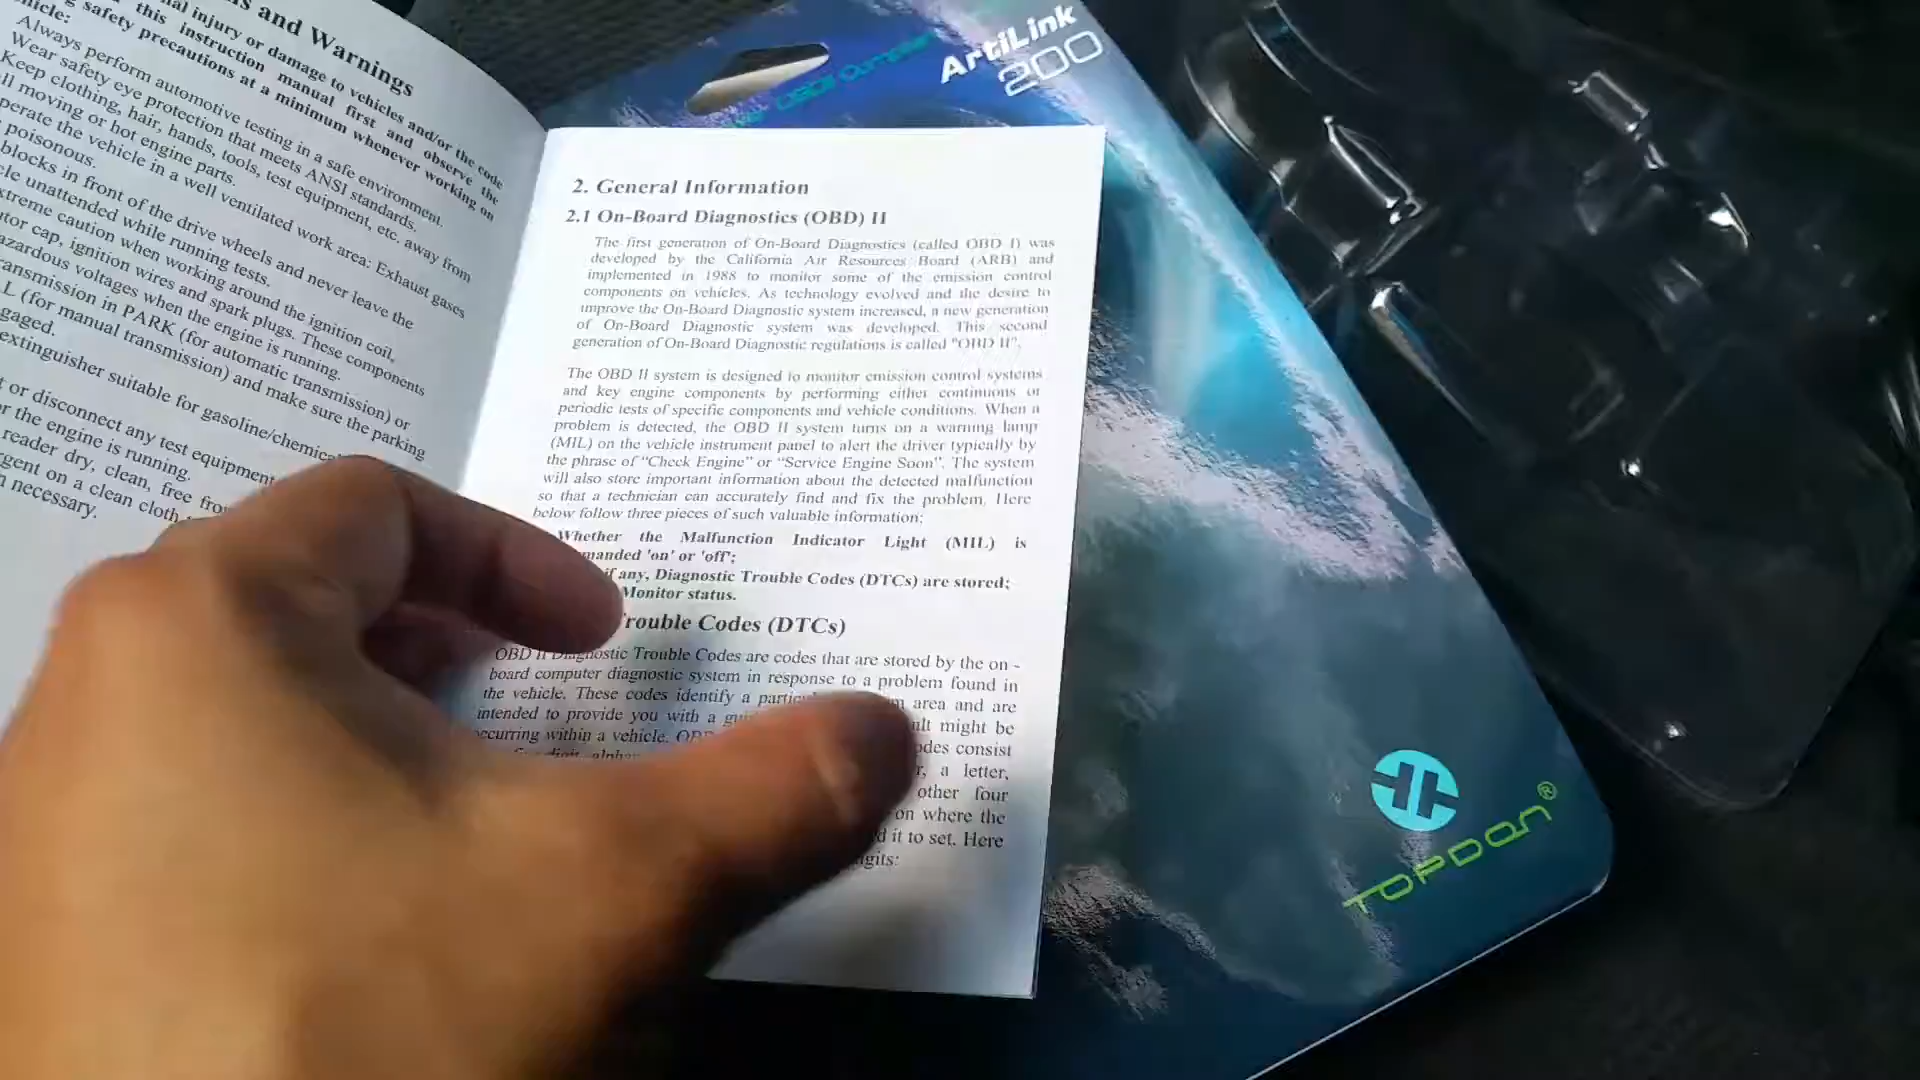 s and Warnings
nal injury or damage to vehicles and/or the code
this instruction manual first and observe the
g safety precautions at a minimum whenever working on
hicle:
Always perform automotive testing in a safe environment.
Wear safety eye protection that meets ANSI standards.
Keep clothing, hair, hands, tools, test equipment, etc. away from
ll moving or hot engine parts.
perate the vehicle in a well ventilated work area: Exhaust gases
poisonous.
blocks in front of the drive wheels and never leave the
cle unattended while running tests.
xtreme caution when working around the ignition coil,
utor cap, ignition wires and spark plugs. These components
azardous voltages when the engine is running.
ansmission in PARK (for automatic transmission) or
L (for manual transmission) and make sure the parking
gaged.
extinguisher suitable for gasoline/chemical
t or disconnect any test equipment
r the engine is running.
reader dry, clean, free from
rgent on a clean cloth
n necessary.
2. General Information
2.1 On-Board Diagnostics (OBD) II
The first generation of On-Board Diagnostics (called OBD I) was
developed by the California Air Resources Board (ARB) and
implemented in 1988 to monitor some of the emission control
components on vehicles. As technology evolved and the desire to
improve the On-Board Diagnostic system increased, a new generation
of On-Board Diagnostic system was developed. This second
generation of On-Board Diagnostic regulations is called "OBD II".
The OBD II system is designed to monitor emission control systems
and key engine components by performing either continuous or
periodic tests of specific components and vehicle conditions. When a
problem is detected, the OBD II system turns on a warning lamp
(MIL) on the vehicle instrument panel to alert the driver typically by
the phrase of “Check Engine” or “Service Engine Soon”. The system
will also store important information about the detected malfunction
so that a technician can accurately find and fix the problem. Here
below follow three pieces of such valuable information:
Whether the Malfunction Indicator Light (MIL) is
manded 'on' or 'off';
if any, Diagnostic Trouble Codes (DTCs) are stored;
Monitor status.
Trouble Codes (DTCs)
OBD II Diagnostic Trouble Codes are codes that are stored by the on -
board computer diagnostic system in response to a problem found in
the vehicle. These codes identify a particu m area and are
intended to provide you with a gui ult might be
occurring within a vehicle. OBD odes consist
digit alpha r, a letter,
other four
on where the
d it to set. Here
igits:
ArtiLink
200
TOPDON®